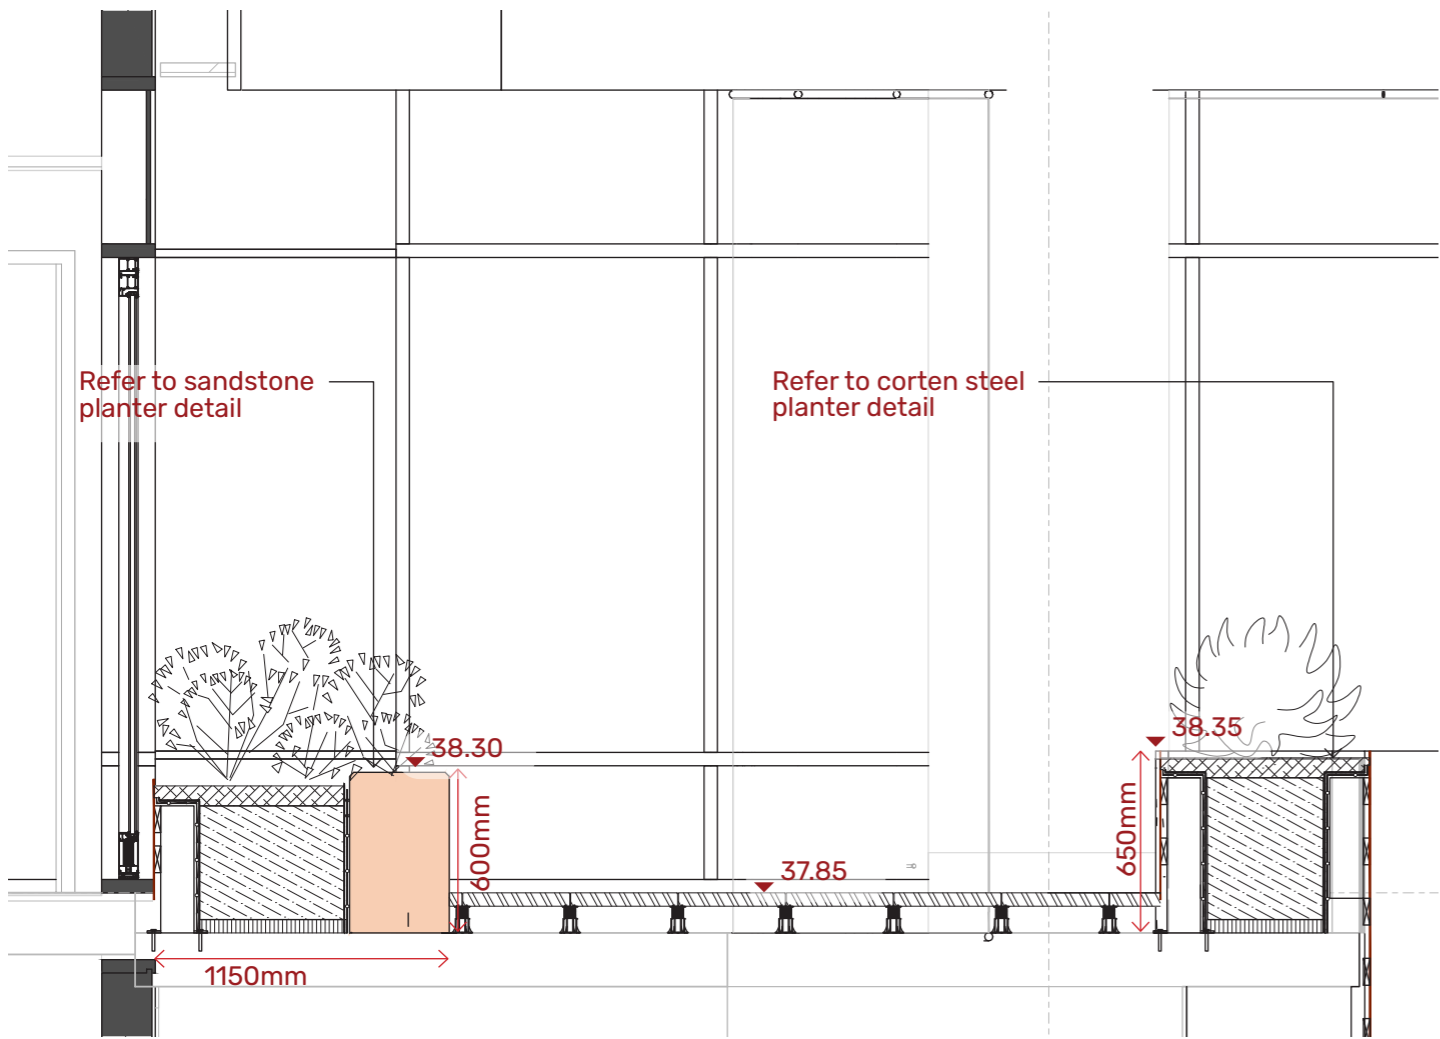 Refer to sandstone
planter detail
Refer to corten steel
planter detail
38.30
38.35
600mm
650mm
37.85
1150mm